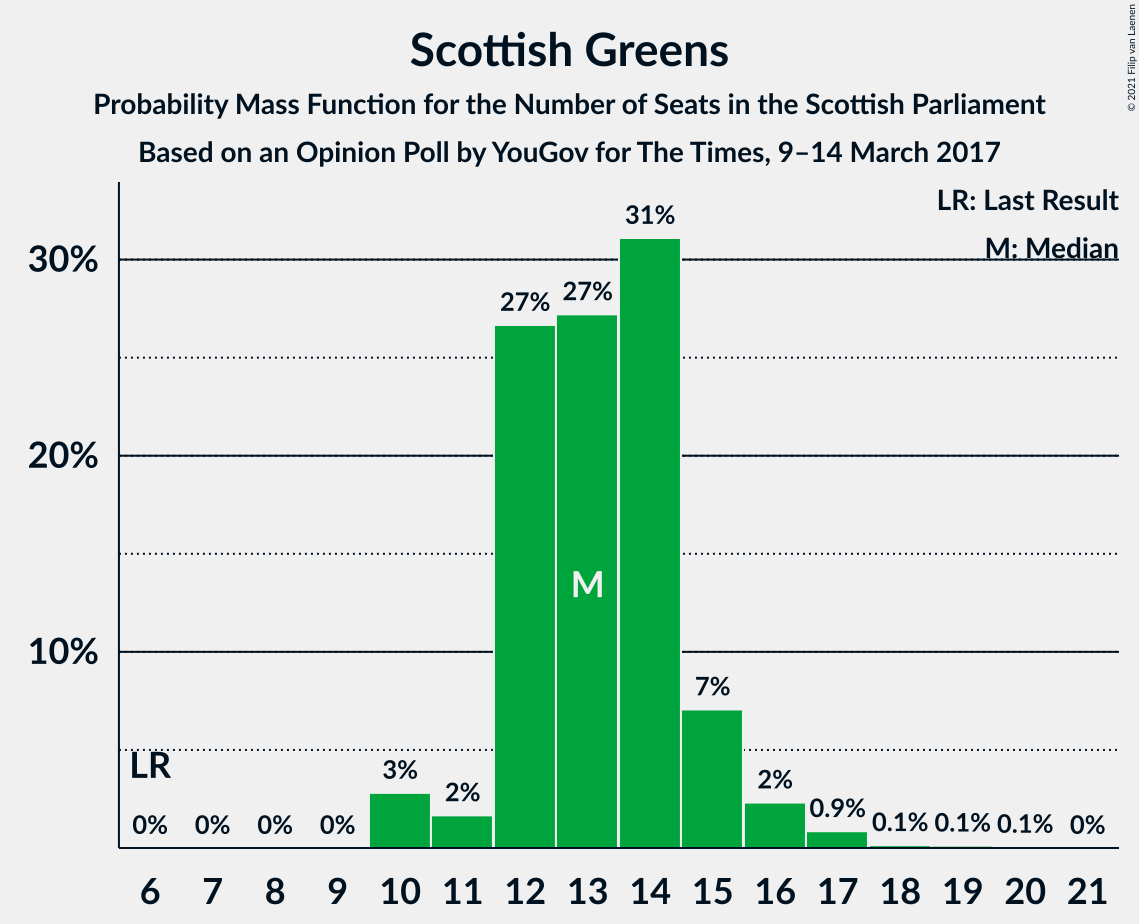 © 2021 Filip van Laenen
Scottish Greens
Probability Mass Function for the Number of Seats in the Scottish Parliament
Based on an Opinion Poll by YouGov for The Times, 9–14 March 2017
LR: Last Result
M: Median
30%
20%
10%
31%
27%
27%
M
7%
LR
3%
2%
2%
0.9%
0% 0% 0% 0% 0.1% 0.1% 0.1% 0%
6 7 8 9 10 11 12 13 14 15 16 17 18 19 20 21